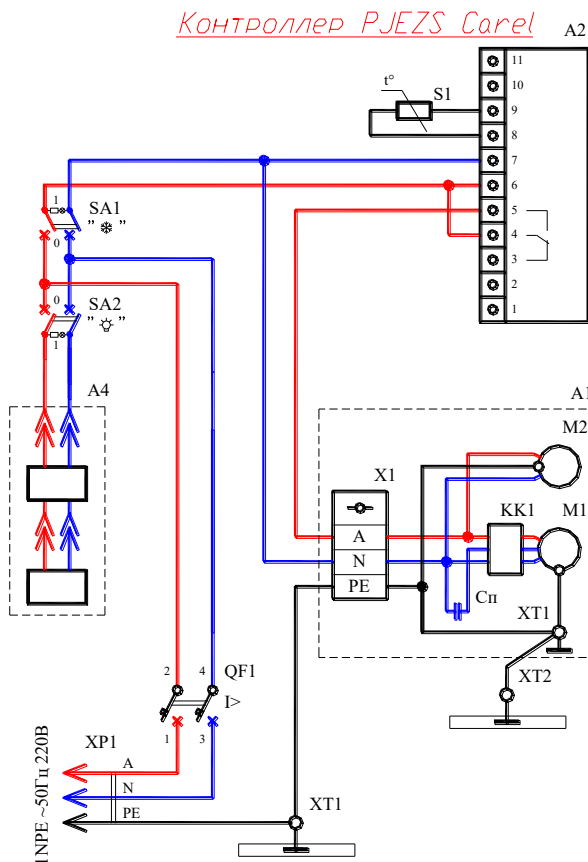 Контроллер PJEZS Carel
A2
11
10
t°
S1
9
8
7
6
1
SA1
" ❄ "
5
4
0
3
2
1
0
SA2
" "
1
A4
A1
M2
X1
KK1
M1
A
N
PE
Cп
XT1
XT2
2
4
QF1
I>
1
3
XP1
A
N
PE
1NPE ~50Гц 220В
XT1